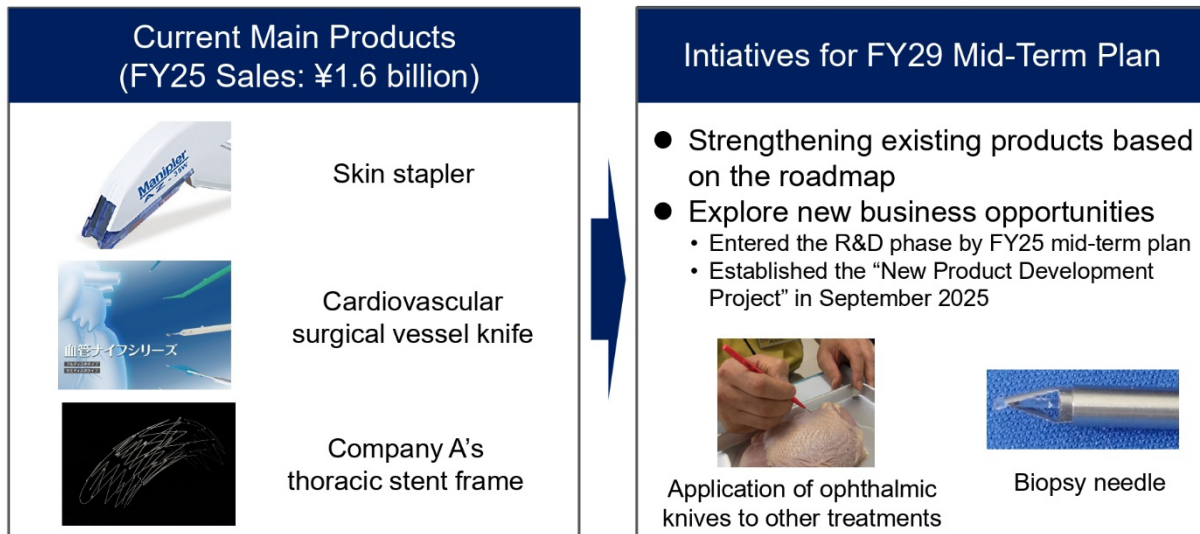 Current Main Products
(FY25 Sales: ¥1.6 billion)
Manipler
AZ-35W
Skin stapler
血管ナイフシリーズ
Cardiovascular
surgical vessel knife
Company A’s
thoracic stent frame
Intiatives for FY29 Mid-Term Plan
● Strengthening existing products based
on the roadmap
● Explore new business opportunities
• Entered the R&D phase by FY25 mid-term plan
• Established the “New Product Development
Project” in September 2025
Application of ophthalmic
knives to other treatments
Biopsy needle